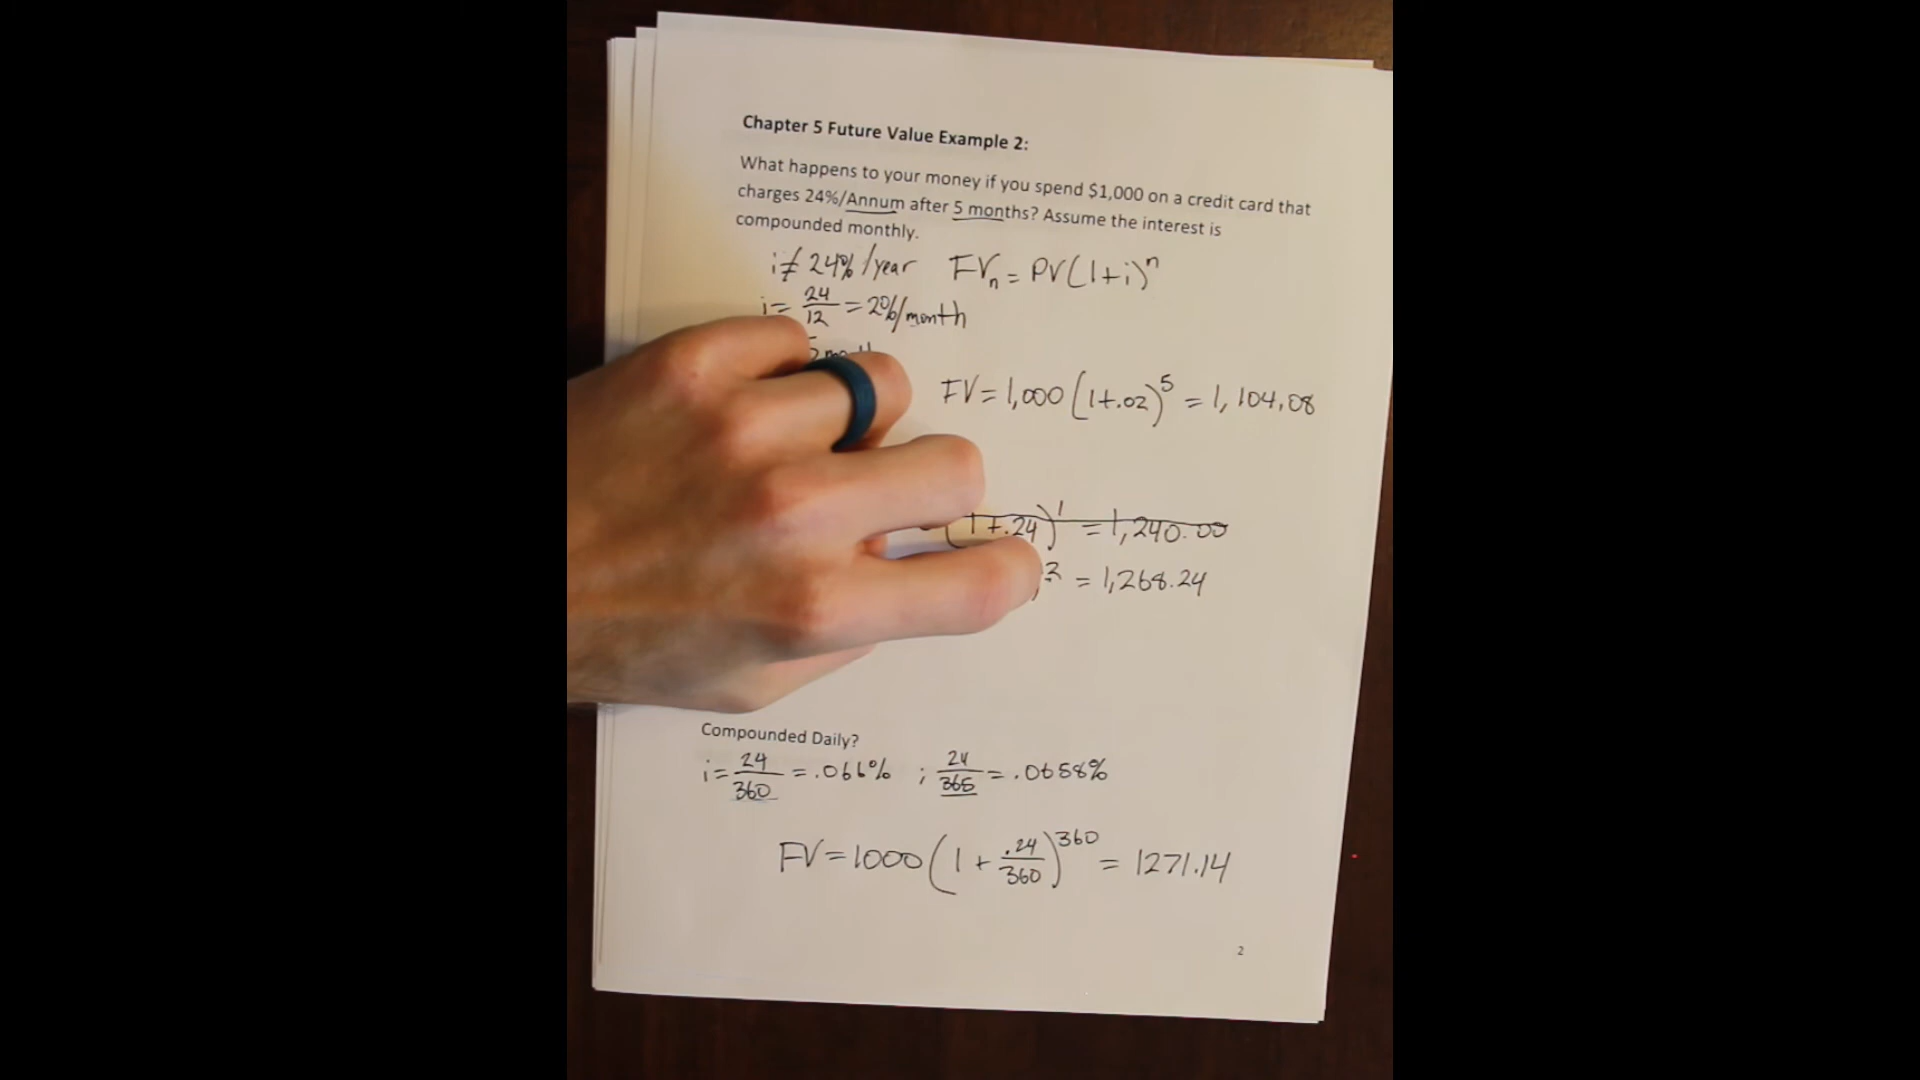 Chapter 5 Future Value Example 2:
What happens to your money if you spend $1,000 on a credit card that
charges 24%/Annum after 5 months? Assume the interest is
compounded monthly.
i≠ 24%/year FVn = PV(1+i)^n
i = 24/12 = 2%/month
5
FV = 1,000 (1+.02)^5 = 1,104.08
(1+.24)^1 = 1,240.00
= 1,268.24
Compounded Daily?
i = 24/360 = .066% ; 24/365 = .0658%
FV = 1000 (1 + .24/360)^360 = 1271.14
2